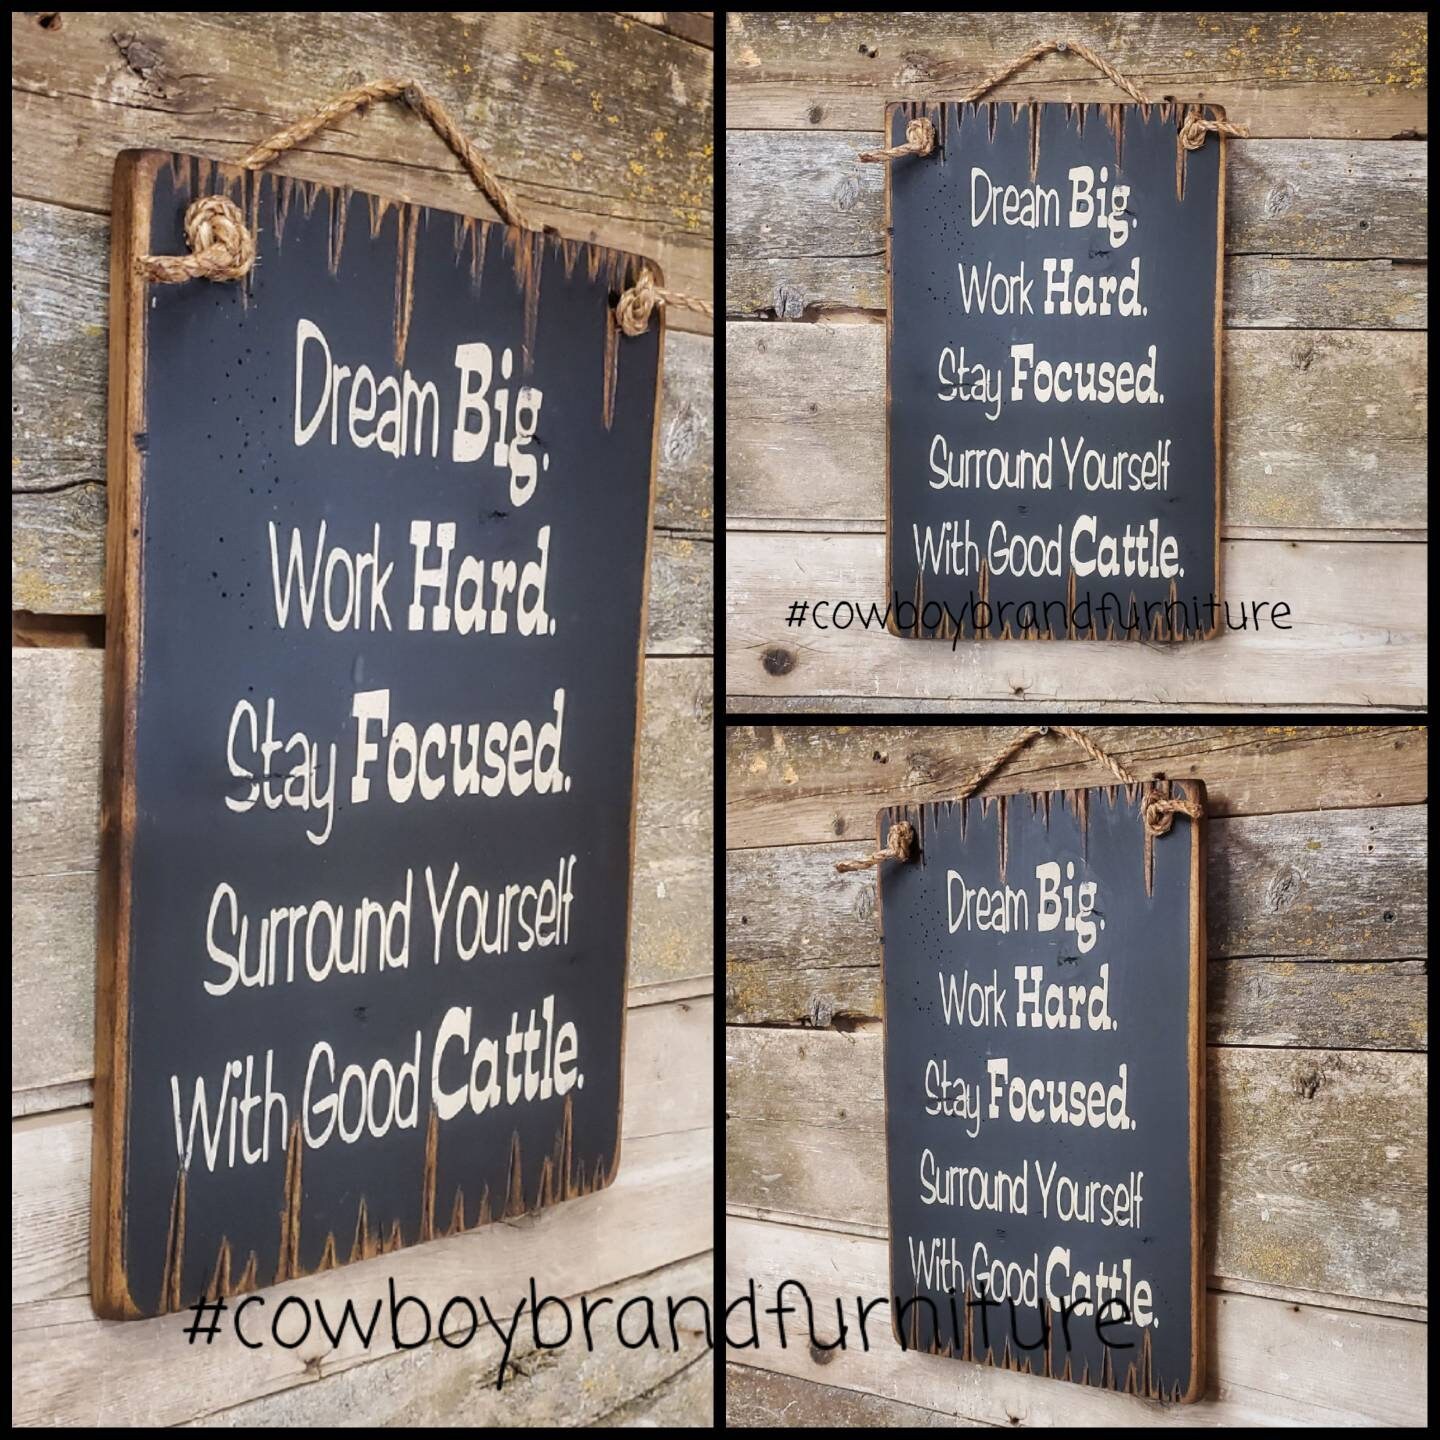 Dream Big.
Work Hard.
Stay Focused.
Surround Yourself
With Good Cattle.
Dream Big.
Work Hard.
Stay Focused.
Surround Yourself
With Good Cattle.
#cowboybrandfurniture
Dream Big.
Work Hard.
Stay Focused.
Surround Yourself
With Good Cattle.
#cowboybrandfurniture